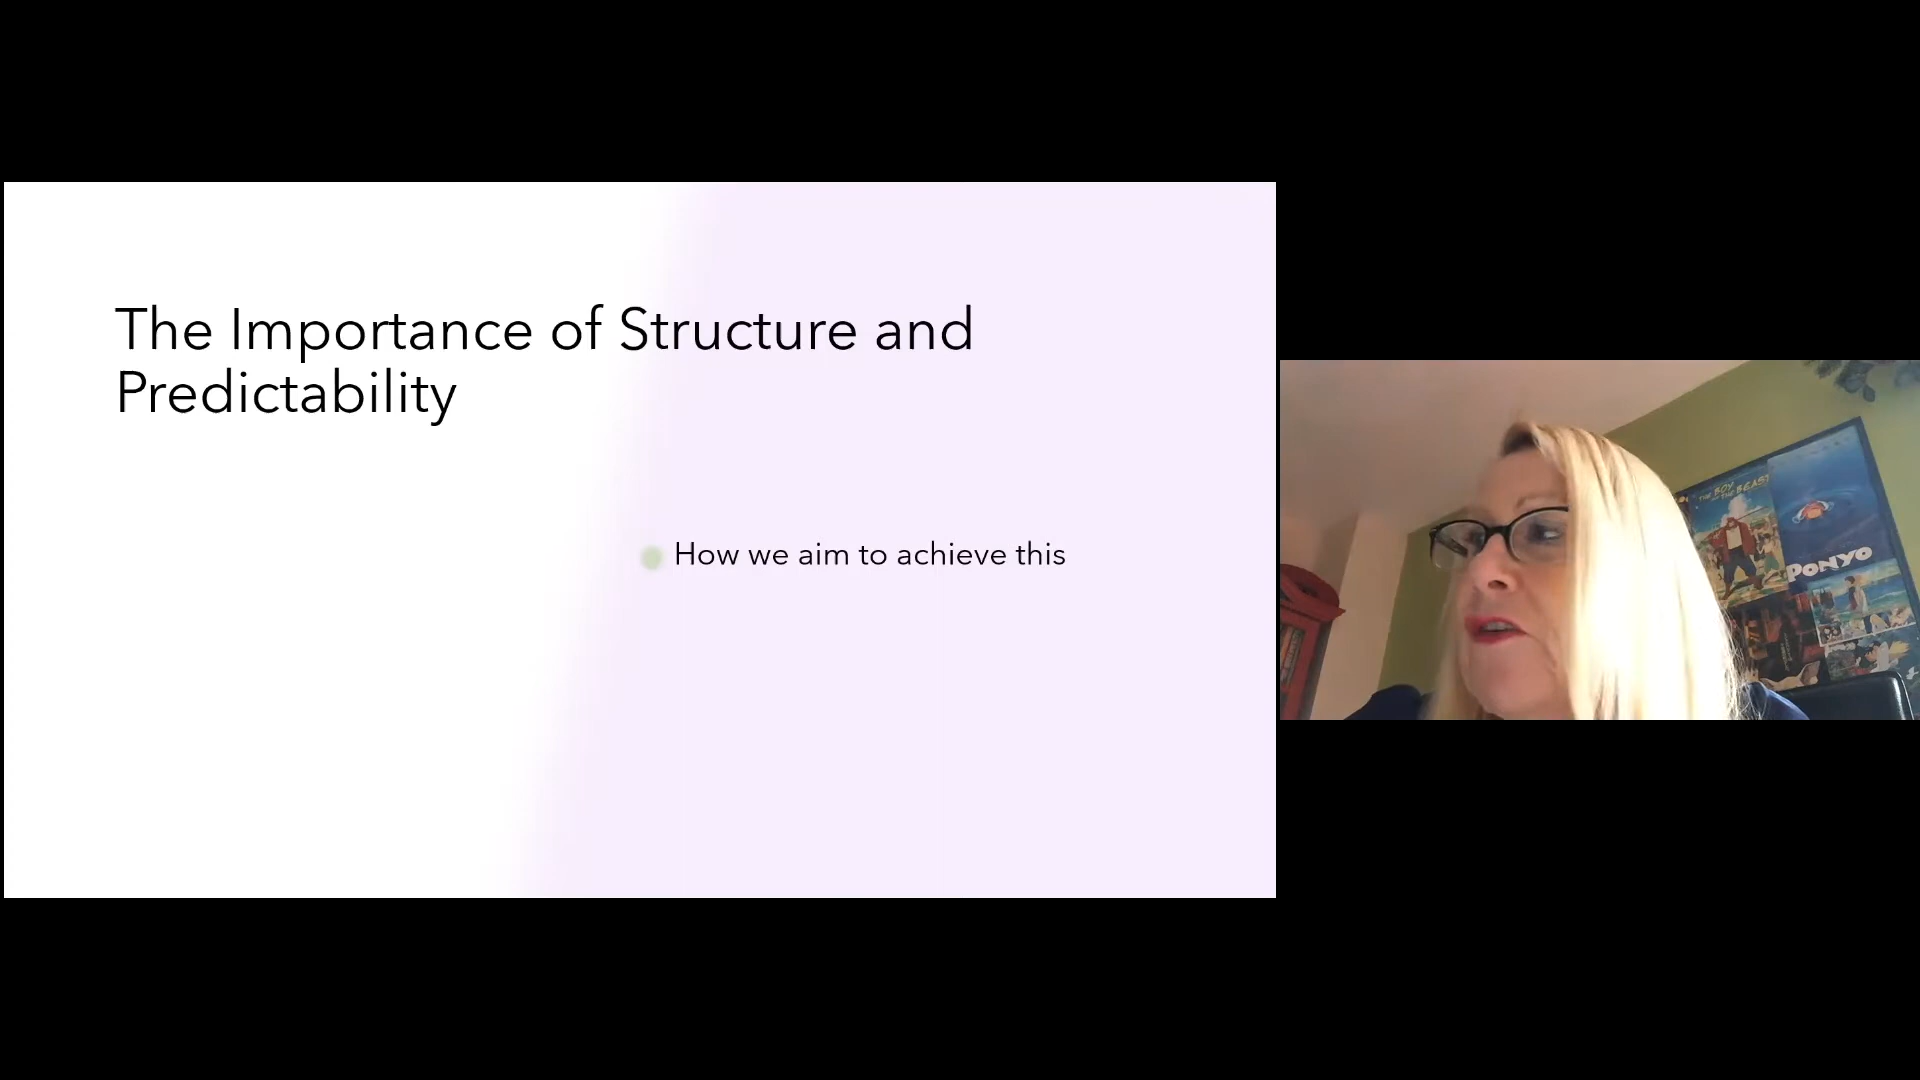 The Importance of Structure and
Predictability
How we aim to achieve this
THE BOY
AND THE BEAST
PONYO